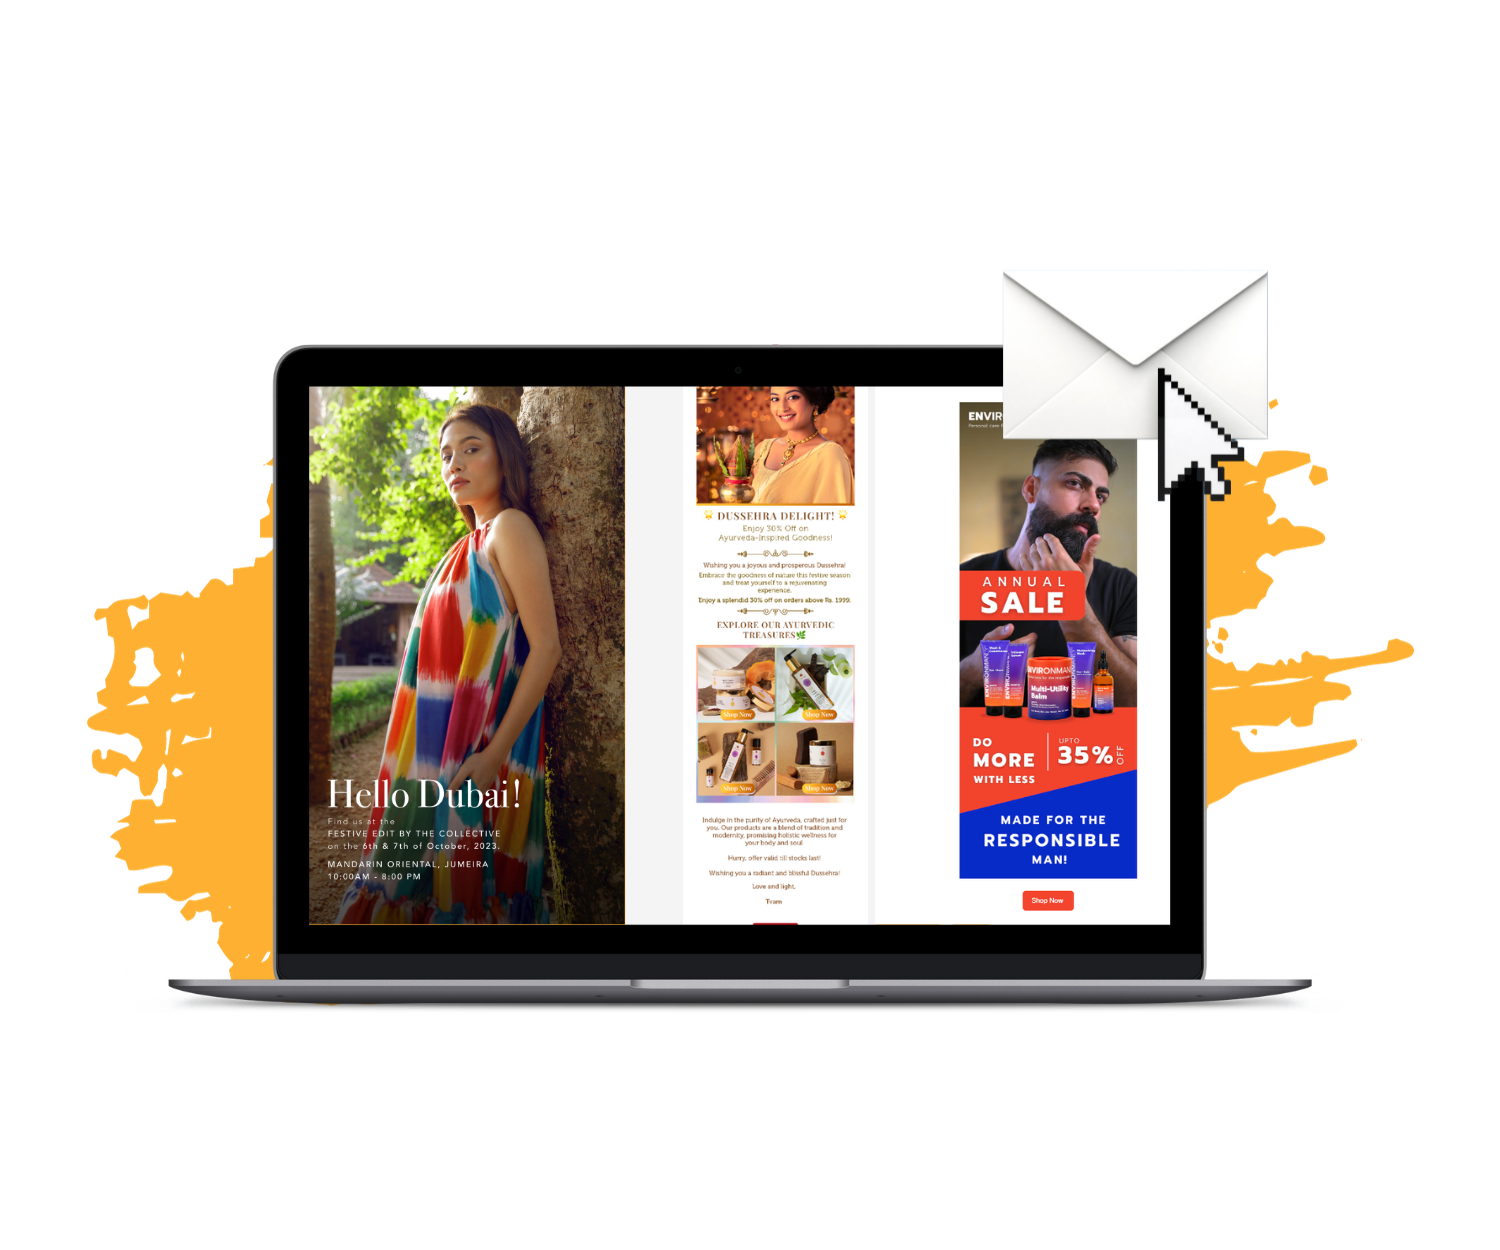 Hello Dubai!
Find us at the
FESTIVE EDIT BY THE COLLECTIVE
on the 6th & 7th of October, 2023.
MANDARIN ORIENTAL, JUMEIRA
10:00AM - 8:00 PM
DUSSEHRA DELIGHT!
Enjoy 30% Off on
Ayurveda-Inspired Goodness!
Wishing you a joyous and prosperous Dussehra!
Embrace the goodness of nature this festive season
and treat yourself to a rejuvenating
experience.
Enjoy a splendid 30% off on orders above Rs. 1999.
EXPLORE OUR AYURVEDIC
TREASURES
Shop Now
Shop Now
Shop Now
Shop Now
Indulge in the purity of Ayurveda, crafted just for
you. Our products are a blend of tradition and
modernity, promising holistic wellness for
your body and soul.
Hurry, offer valid till stocks last!
Wishing you a radiant and blissful Dussehra!
Love and light,
Team
ENVIR
Personal care
ANNUAL
SALE
ENVIRONMAN
Multi-Utility
Balm
DO
MORE
WITH LESS
UPTO
35% OFF
MADE FOR THE
RESPONSIBLE
MAN!
Shop Now